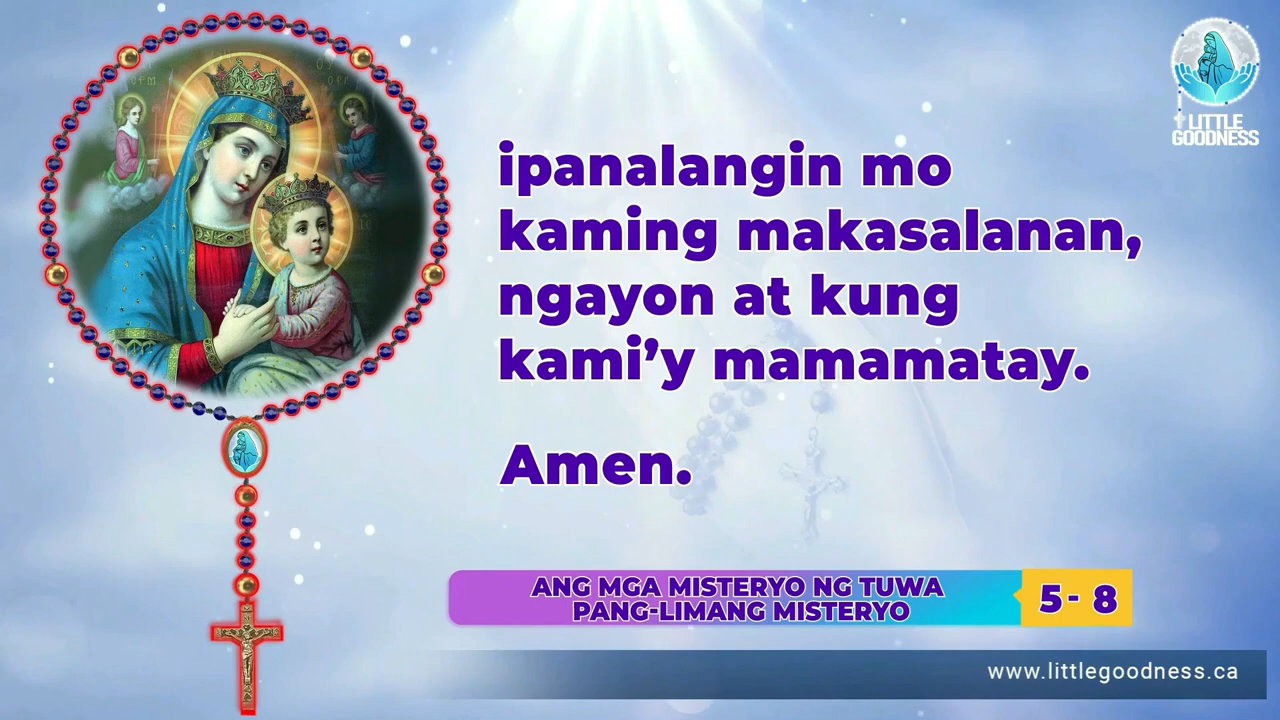 LITTLE
GOODNESS
ipanalangin mo
kaming makasalanan,
ngayon at kung
kami’y mamamatay.
Amen.
ANG MGA MISTERYO NG TUWA
PANG-LIMANG MISTERYO
5 - 8
www.littlegoodness.ca